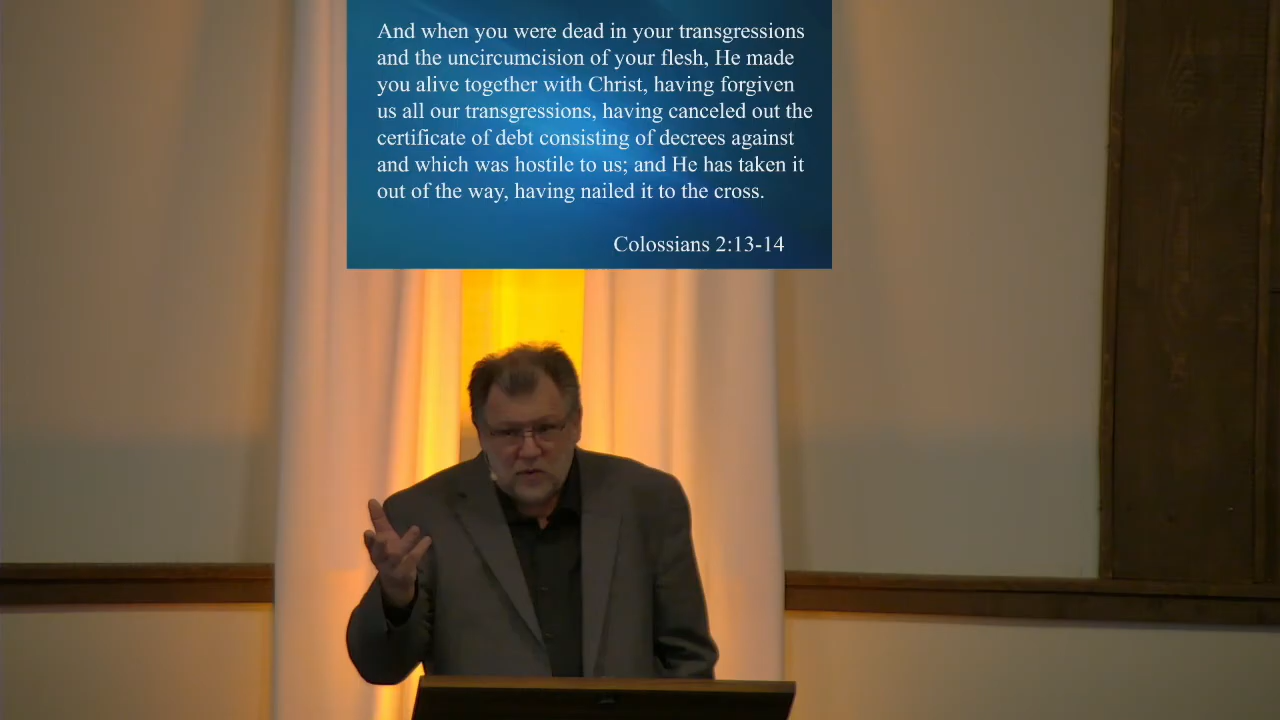 And when you were dead in your transgressions
and the uncircumcision of your flesh, He made
you alive together with Christ, having forgiven
us all our transgressions, having canceled out the
certificate of debt consisting of decrees against
and which was hostile to us; and He has taken it
out of the way, having nailed it to the cross.
Colossians 2:13-14